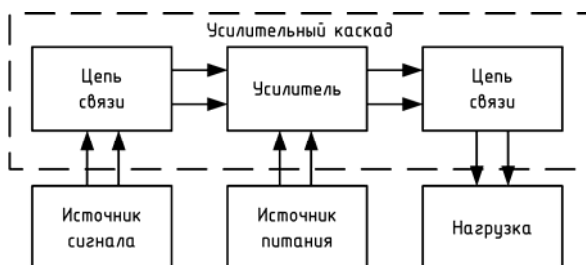 Усилительный каскад
Цепь
связи
Усилитель
Цепь
связи
Источник
сигнала
Источник
питания
Нагрузка